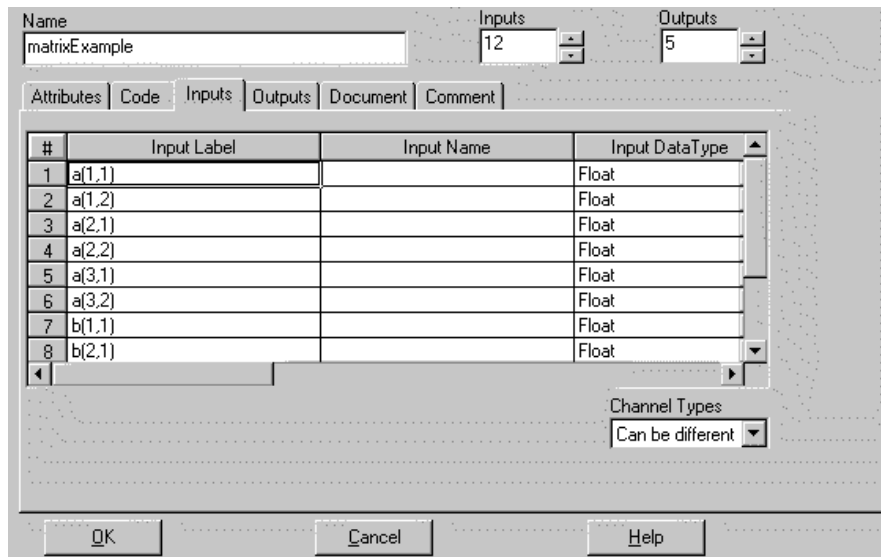 Name Inputs Outputs
matrixExample 12 5
Attributes Code Inputs Outputs Document Comment
# Input Label Input Name Input DataType
1 a(1,1) Float
2 a(1,2) Float
3 a(2,1) Float
4 a(2,2) Float
5 a(3,1) Float
6 a(3,2) Float
7 b(1,1) Float
8 b(2,1) Float
Channel Types
Can be different
OK Cancel Help